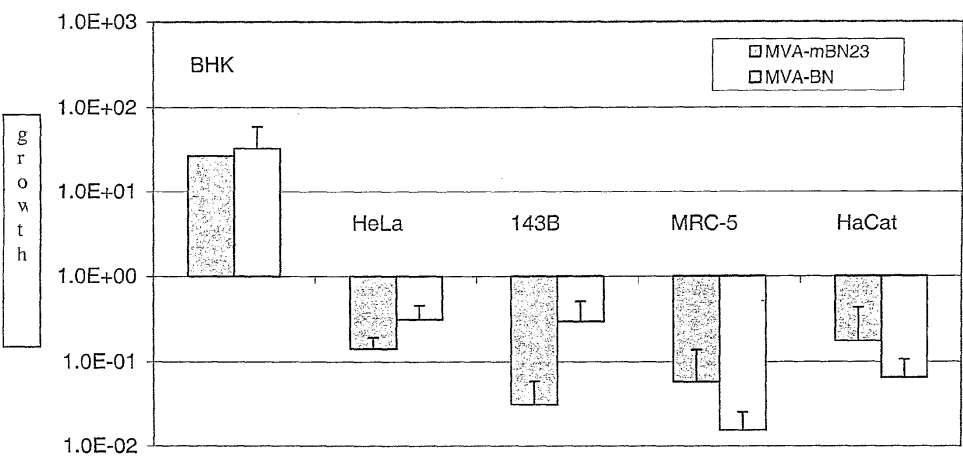 1.0E+03
1.0E+02
1.0E+01
1.0E+00
1.0E-01
1.0E-02
growth
BHK
HeLa
143B
MRC-5
HaCat
MVA-mBN23
MVA-BN